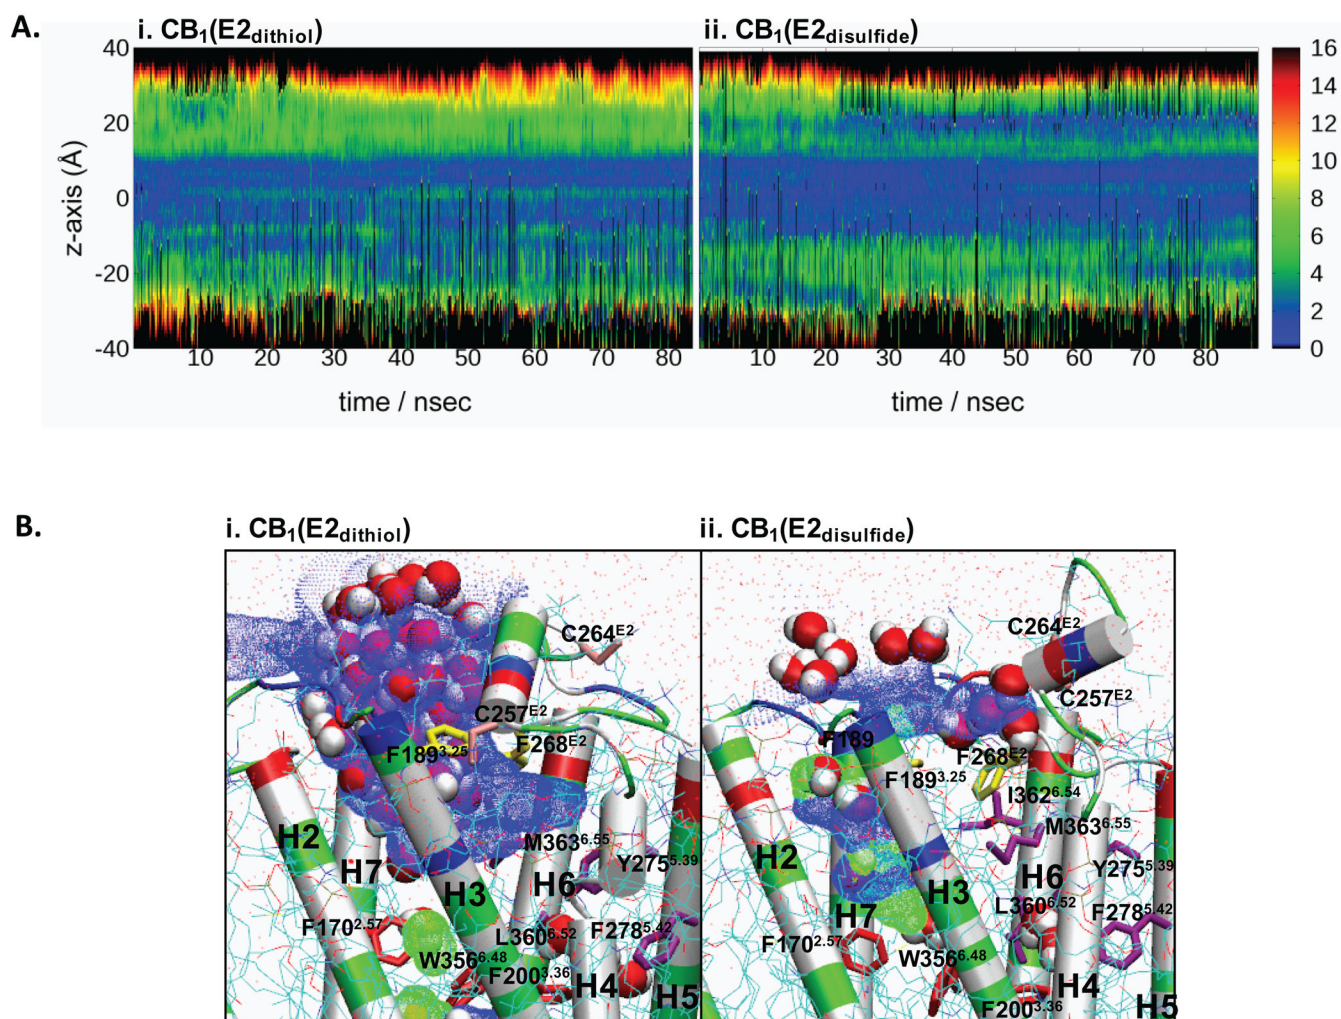 A.
i. CB₁(E2dithiol)
ii. CB₁(E2disulfide)
z-axis (Å)
40
20
0
-20
-40
10 20 30 40 50 60 70 80
10 20 30 40 50 60 70 80
16
14
12
10
8
6
4
2
0
time / nsec
time / nsec
B.
i. CB₁(E2dithiol)
C264E2
C257E2
F1893.25
F268E2
H2
M3636.55
H7
Y2755.39
H3
H6
F1702.57
L3606.52
F2785.42
W3566.48
F2003.36
H4
H5
ii. CB₁(E2disulfide)
C264E2
C257E2
F189
F268E2
F1893.25
I3626.54
M3636.55
H2
Y2755.39
H6
H3
L3606.52
H7
F2785.42
F1702.57
W3566.48
H4
F2003.36
H5